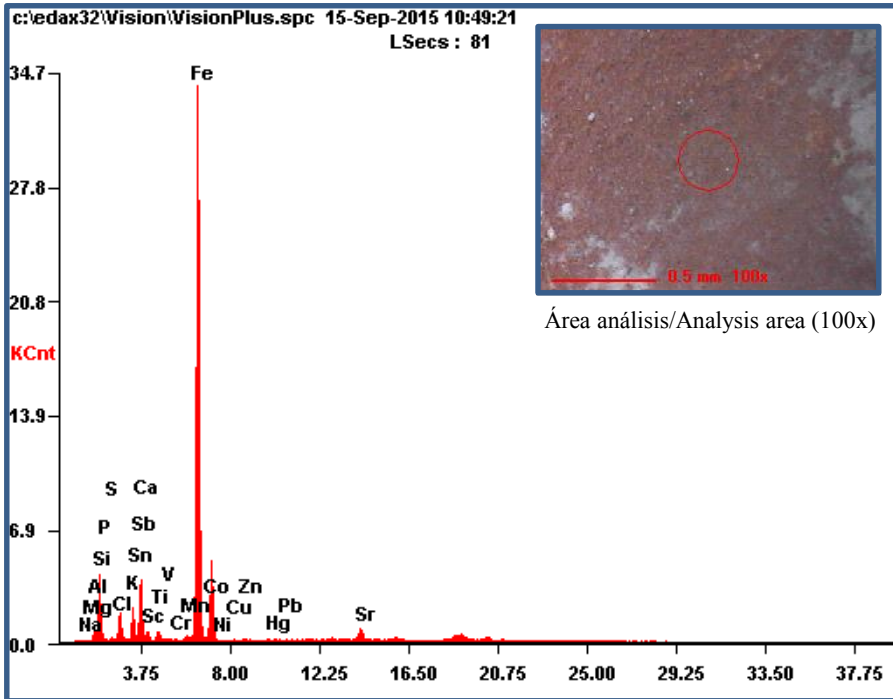 c:\edax32\Vision\VisionPlus.spc 15-Sep-2015 10:49:21
LSecs : 81
34.7
Fe
27.8
20.8
KCnt
13.9
6.9
0.0
0.5 mm 100x
Área análisis/Analysis area (100x)
S Ca
P Sb
Si Sn
Al K V Co Zn
Mg Cl Ti Mn Cu Pb
Na Sc Cr Ni Hg Sr
3.75 8.00 12.25 16.50 20.75 25.00 29.25 33.50 37.75